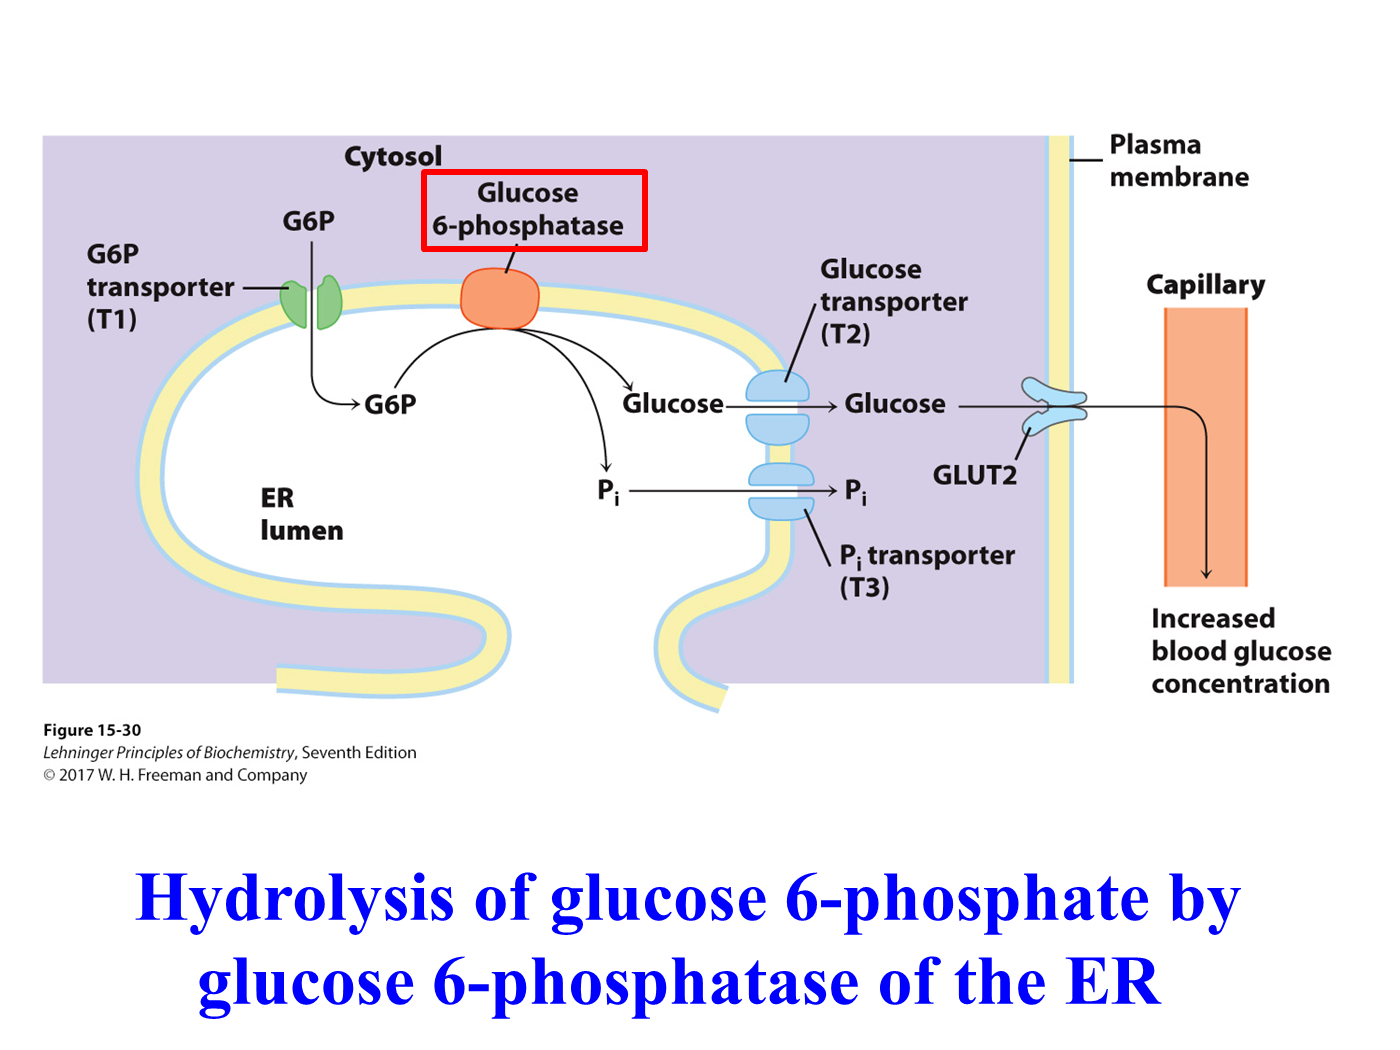 Cytosol
Glucose
6-phosphatase
G6P
G6P
transporter
(T1)
G6P
ER
lumen
Glucose
Pi
Glucose
transporter
(T2)
Glucose
Pi
Pi transporter
(T3)
GLUT2
Plasma
membrane
Capillary
Increased
blood glucose
concentration
Figure 15-30
Lehninger Principles of Biochemistry, Seventh Edition
© 2017 W. H. Freeman and Company
Hydrolysis of glucose 6-phosphate by
glucose 6-phosphatase of the ER